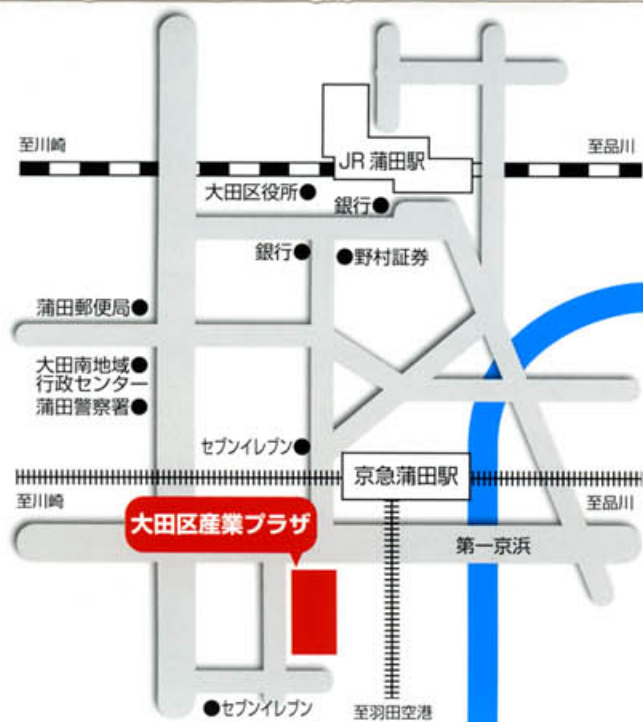 至川崎
JR 蒲田駅
至品川
大田区役所
銀行
銀行
野村証券
蒲田郵便局
大田南地域
行政センター
蒲田警察署
セブンイレブン
京急蒲田駅
至川崎
至品川
大田区産業プラザ
第一京浜
セブンイレブン
至羽田空港